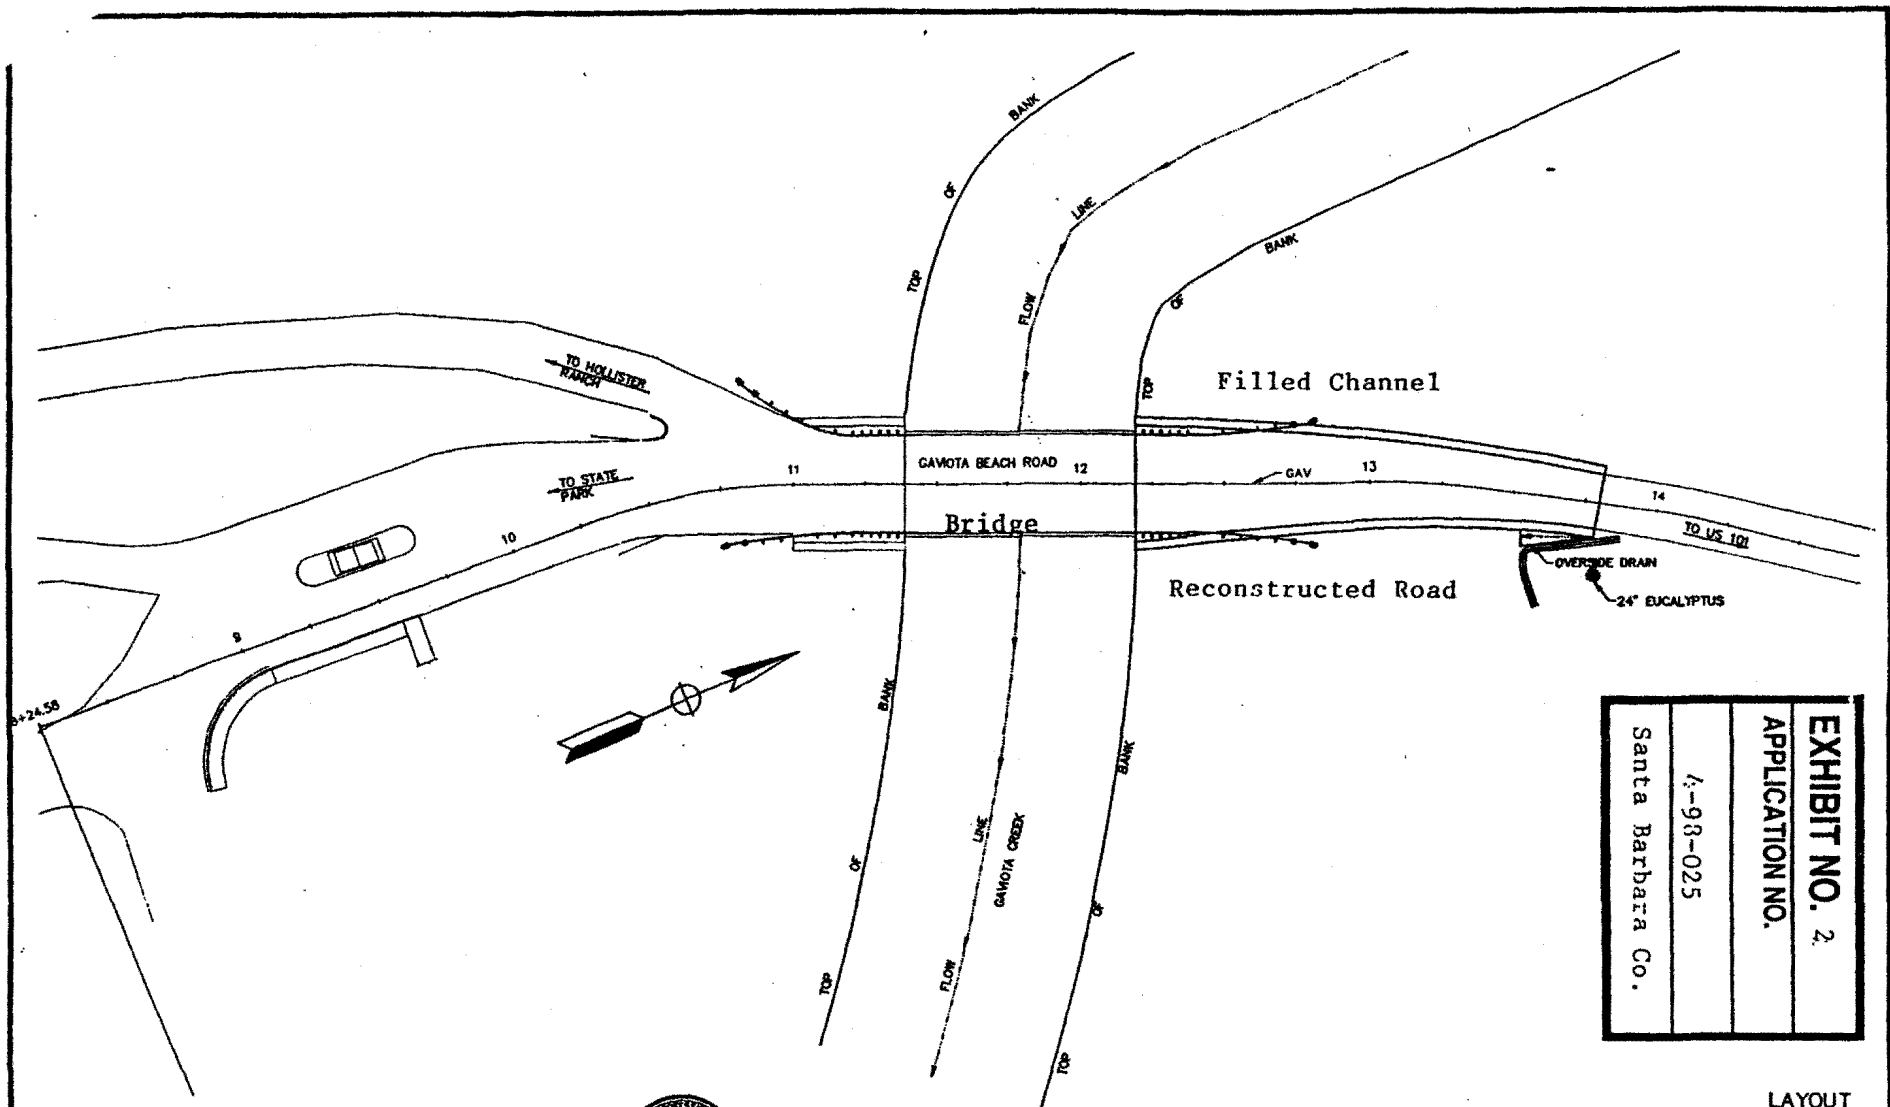 BANK
OF
TOP
LINE
FLOW
BANK
OF
TOP
TO HOLLISTER
RANCH
Filled Channel
TO STATE
PARK
11
GAVIOTA BEACH ROAD
12
GAV
13
14
TO US 101
10
Bridge
OVERSIDE DRAIN
Reconstructed Road
24" EUCALYPTUS
9
8+24.58
BANK
OF
TOP
LINE
FLOW
GAVIOTA CREEK
BANK
OF
TOP
EXHIBIT NO. 2
APPLICATION NO.
4-98-025
Santa Barbara Co.
LAYOUT